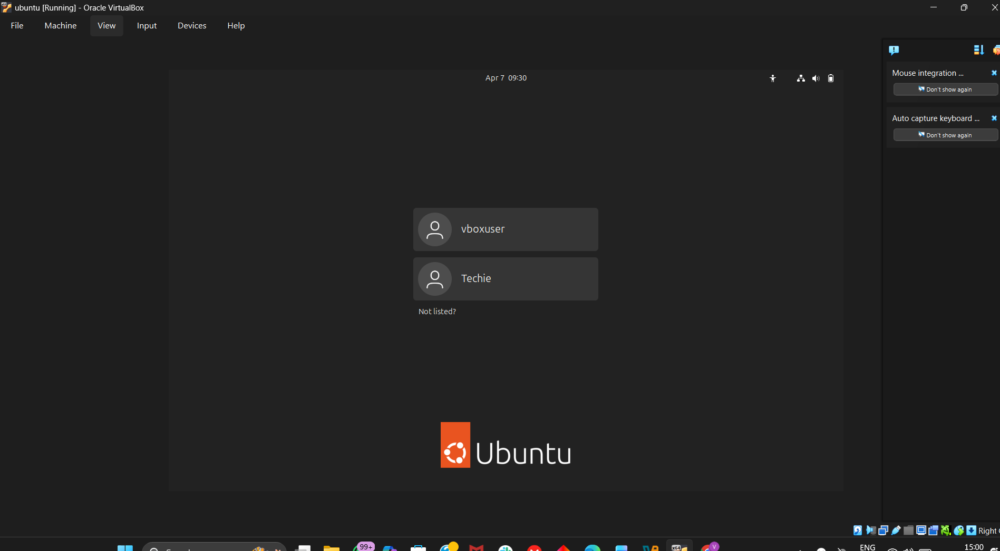 ubuntu [Running] - Oracle VirtualBox
File Machine View Input Devices Help
Apr 7 09:30
Mouse integration ...
Don't show again
Auto capture keyboard ...
Don't show again
vboxuser
Techie
Not listed?
Ubuntu
Right
99+
x64
V
ENG
15:00